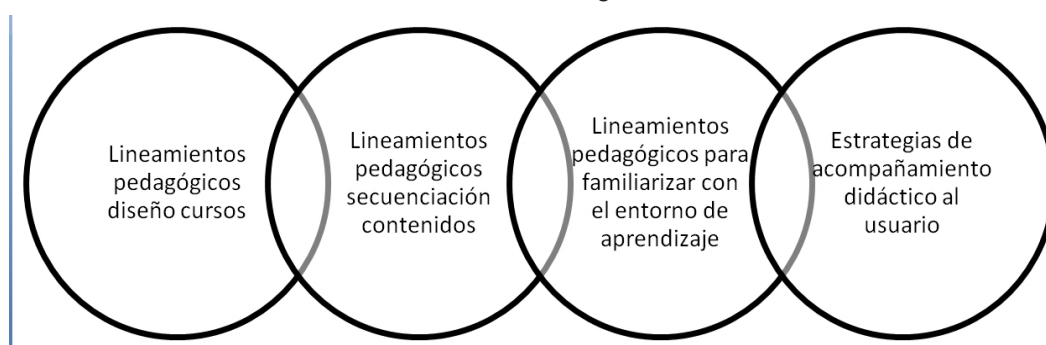 Lineamientos
pedagógicos
diseño cursos
Lineamientos
pedagógicos
secuenciación
contenidos
Lineamientos
pedagógicos para
familiarizar con
el entorno de
aprendizaje
Estrategias de
acompañamiento
didáctico al
usuario